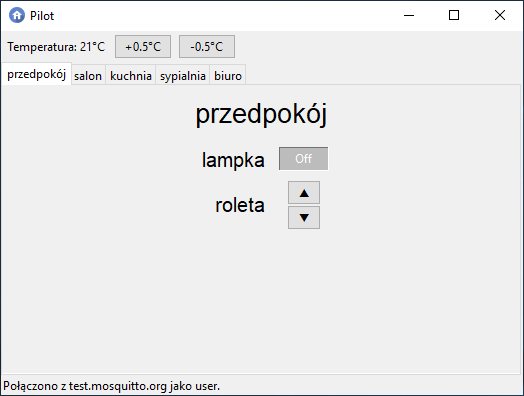 Pilot
Temperatura: 21°C +0.5°C -0.5°C
przedpokój salon kuchnia sypialnia biuro
przedpokój
lampka Off
roleta ▲
▼
Połączono z test.mosquitto.org jako user.